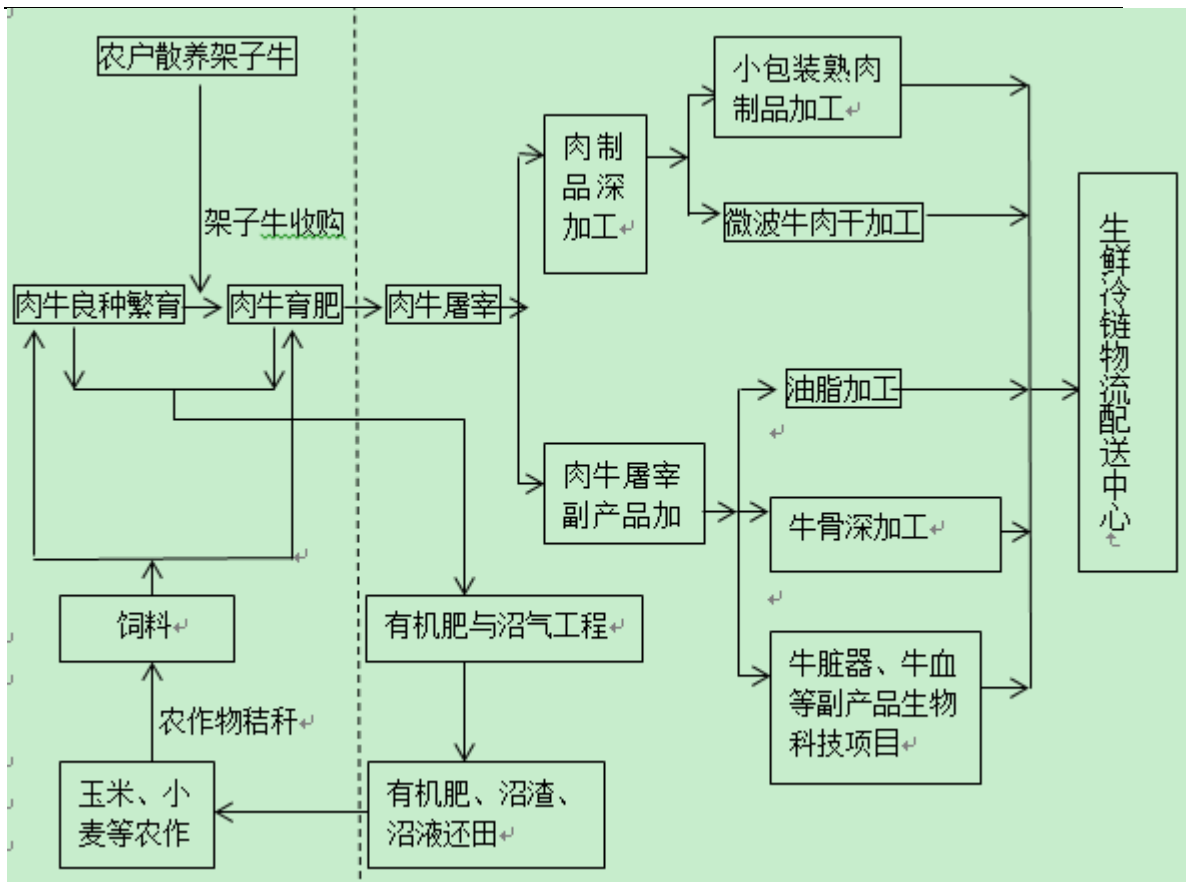 农户散养架子牛
小包装熟肉
制品加工
肉制
品深
加工
架子牛收购
微波牛肉干加工
生鲜冷链物流配送中心
肉牛良种繁育
肉牛育肥
肉牛屠宰
油脂加工
肉牛屠宰
副产品加
牛骨深加工
饲料
有机肥与沼气工程
牛脏器、牛血
等副产品生物
科技项目
农作物秸秆
玉米、小
麦等农作
有机肥、沼渣、
沼液还田